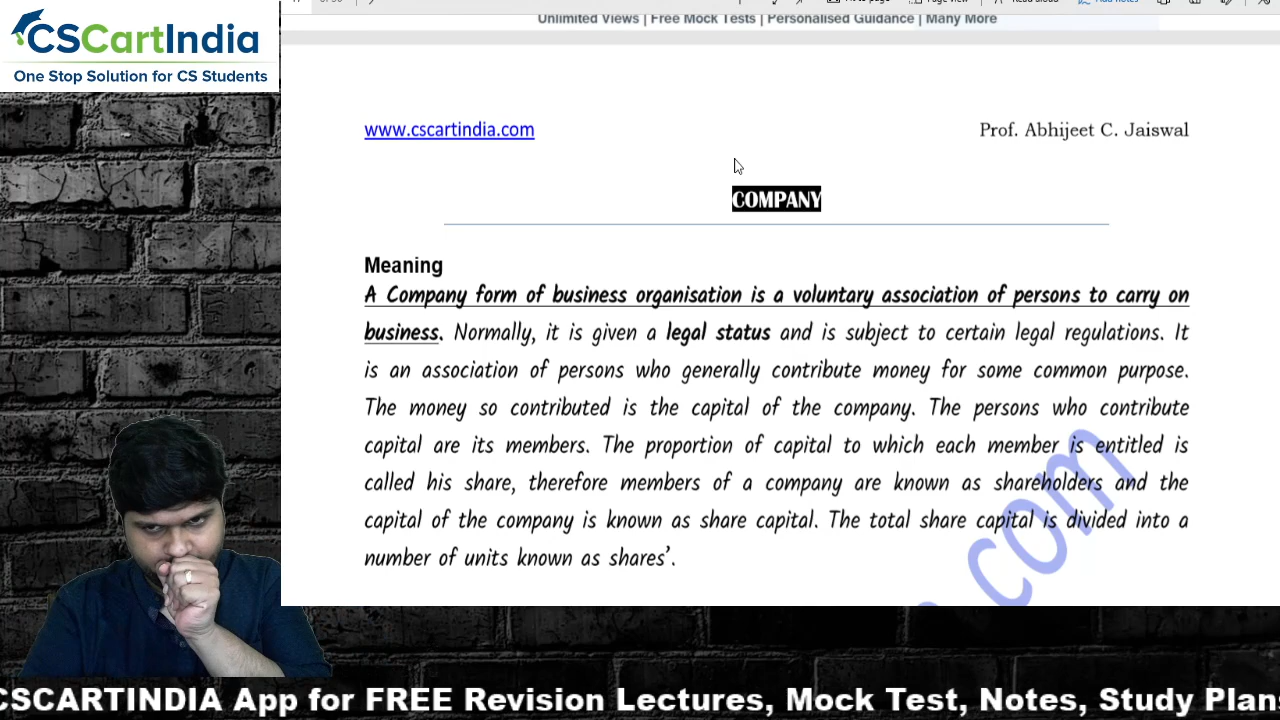 Unlimited Views | Free Mock Tests | Personalised Guidance | Many More
CSCartIndia
One Stop Solution for CS Students
www.cscartindia.com
Prof. Abhijeet C. Jaiswal
COMPANY
Meaning
A Company form of business organisation is a voluntary association of persons to carry on
business. Normally, it is given a legal status and is subject to certain legal regulations. It
is an association of persons who generally contribute money for some common purpose.
The money so contributed is the capital of the company. The persons who contribute
capital are its members. The proportion of capital to which each member is entitled is
called his share, therefore members of a company are known as shareholders and the
capital of the company is known as share capital. The total share capital is divided into a
number of units known as shares’.
.com
CSCARTINDIA App for FREE Revision Lectures, Mock Test, Notes, Study Plan